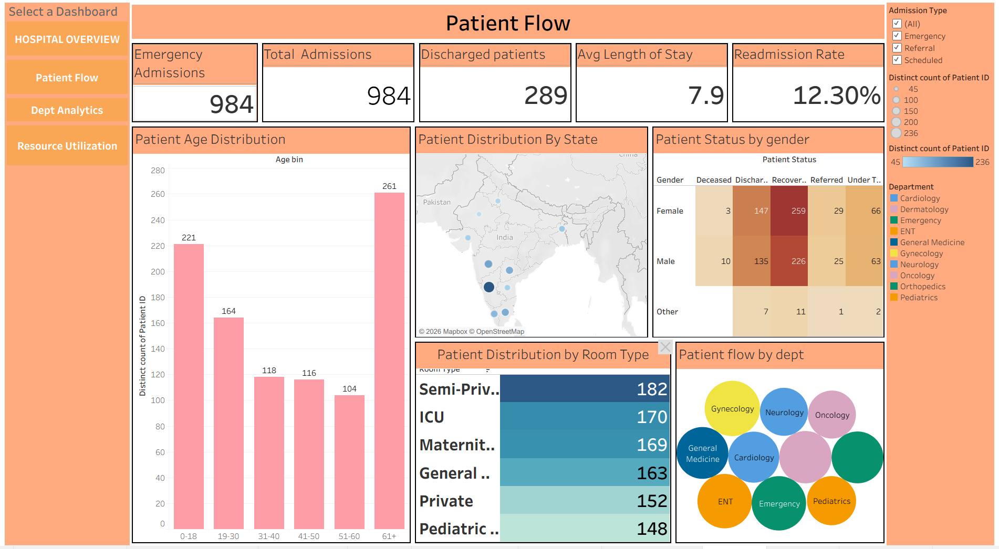 Select a Dashboard
HOSPITAL OVERVIEW
Patient Flow
Dept Analytics
Resource Utilization
Patient Flow
Emergency
Admissions
984
Total Admissions
984
Discharged patients
289
Avg Length of Stay
7.9
Readmission Rate
12.30%
Patient Age Distribution
Age bin
Distinct count of Patient ID
280
260
240
220
200
180
160
140
120
100
80
60
40
20
0
221
164
118
116
104
261
0-18
19-30
31-40
41-50
51-60
61+
Patient Distribution By State
China
Pakistan
India
© 2026 Mapbox © OpenStreetMap
Patient Status by gender
Patient Status
Gender Deceased Dischar.. Recover.. Referred Under T..
Female 3 147 259 29 66
Male 10 135 226 25 63
Other 7 11 1 2
Patient Distribution by Room Type
Room Type
Semi-Priv.. 182
ICU 170
Maternit.. 169
General .. 163
Private 152
Pediatric .. 148
Patient flow by dept
Gynecology
Neurology
Oncology
General
Medicine
Cardiology
ENT
Emergency
Pediatrics
Admission Type
(All)
Emergency
Referral
Scheduled
Distinct count of Patient ID
45
100
150
200
236
Distinct count of Patient ID
45 236
Department
Cardiology
Dermatology
Emergency
ENT
General Medicine
Gynecology
Neurology
Oncology
Orthopedics
Pediatrics